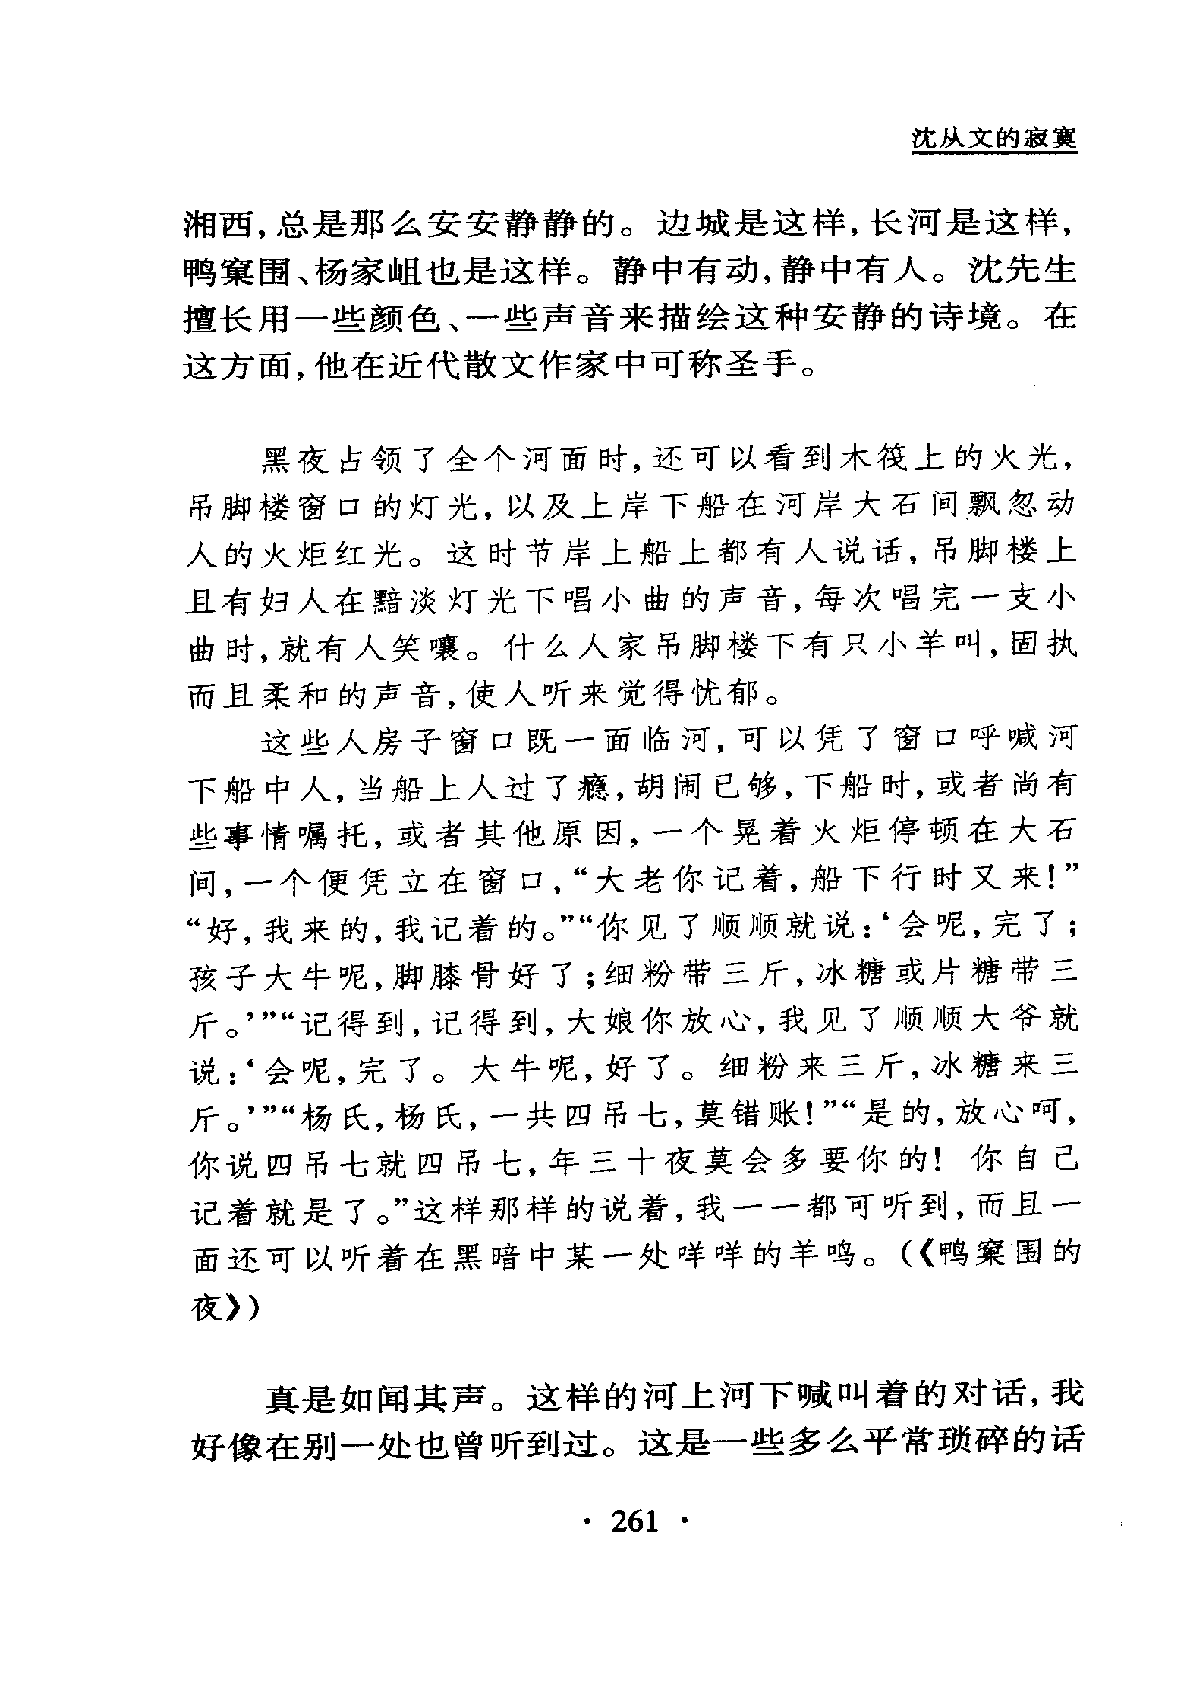 沈从文的寂寞
湘西，总是那么安安静静的。边城是这样，长河是这样，
鸭窠围、杨家岨也是这样。静中有动，静中有人。沈先生
擅长用一些颜色、一些声音来描绘这种安静的诗境。在
这方面，他在近代散文作家中可称圣手。
黑夜占领了全个河面时，还可以看到木筏上的火光，
吊脚楼窗口的灯光，以及上岸下船在河岸大石间飘忽动
人的火炬红光。这时节岸上船上都有人说话，吊脚楼上
且有妇人在黯淡灯光下唱小曲的声音，每次唱完一支小
曲时，就有人笑嚷。什么人家吊脚楼下有只小羊叫，固执
而且柔和的声音，使人听来觉得忧郁。
这些人房子窗口既一面临河，可以凭了窗口呼喊河
下船中人，当船上人过了瘾，胡闹已够，下船时，或者尚有
些事情嘱托，或者其他原因，一个晃着火炬停顿在大石
间，一个便凭立在窗口，“大老你记着，船下行时又来！”
“好，我来的，我记着的。”“你见了顺顺就说：‘会呢，完了；
孩子大牛呢，脚膝骨好了；细粉带三斤，冰糖或片糖带三
斤。’”“记得到，记得到，大娘你放心，我见了顺顺大爷就
说：‘会呢，完了。大牛呢，好了。细粉来三斤，冰糖来三
斤。’”“杨氏，杨氏，一共四吊七，莫错账！”“是的，放心呵，
你说四吊七就四吊七，年三十夜莫会多要你的！你自己
记着就是了。”这样那样的说着，我一一都可听到，而且一
面还可以听着在黑暗中某一处咩咩的羊鸣。（《鸭窠围的
夜》）
真是如闻其声。这样的河上河下喊叫着的对话，我
好像在别一处也曾听到过。这是一些多么平常琐碎的话
· 261 ·